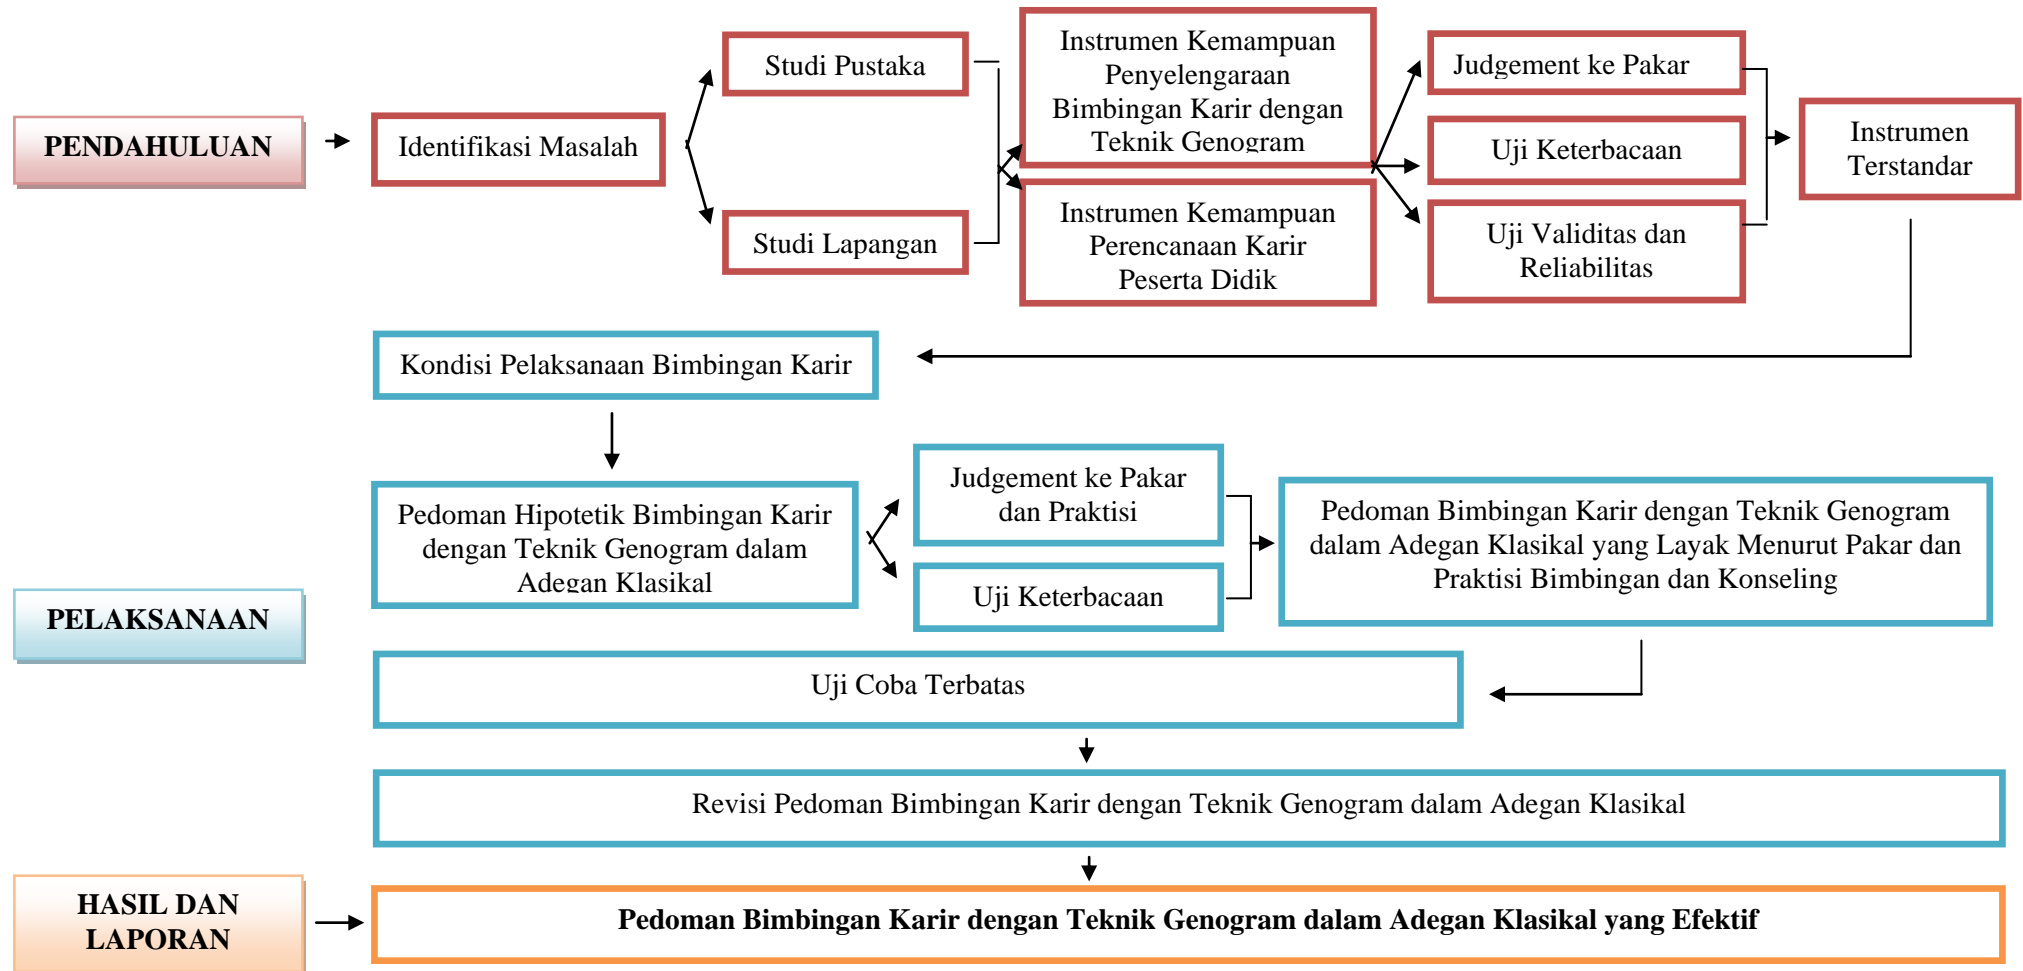 PENDAHULUAN
Identifikasi Masalah
Studi Pustaka
Studi Lapangan
Instrumen Kemampuan
Penyelengaraan
Bimbingan Karir dengan
Teknik Genogram
Instrumen Kemampuan
Perencanaan Karir
Peserta Didik
Judgement ke Pakar
Uji Keterbacaan
Uji Validitas dan
Reliabilitas
Instrumen
Terstandar
PELAKSANAAN
Kondisi Pelaksanaan Bimbingan Karir
Pedoman Hipotetik Bimbingan Karir
dengan Teknik Genogram dalam
Adegan Klasikal
Judgement ke Pakar
dan Praktisi
Uji Keterbacaan
Pedoman Bimbingan Karir dengan Teknik Genogram
dalam Adegan Klasikal yang Layak Menurut Pakar dan
Praktisi Bimbingan dan Konseling
Uji Coba Terbatas
Revisi Pedoman Bimbingan Karir dengan Teknik Genogram dalam Adegan Klasikal
HASIL DAN
LAPORAN
Pedoman Bimbingan Karir dengan Teknik Genogram dalam Adegan Klasikal yang Efektif